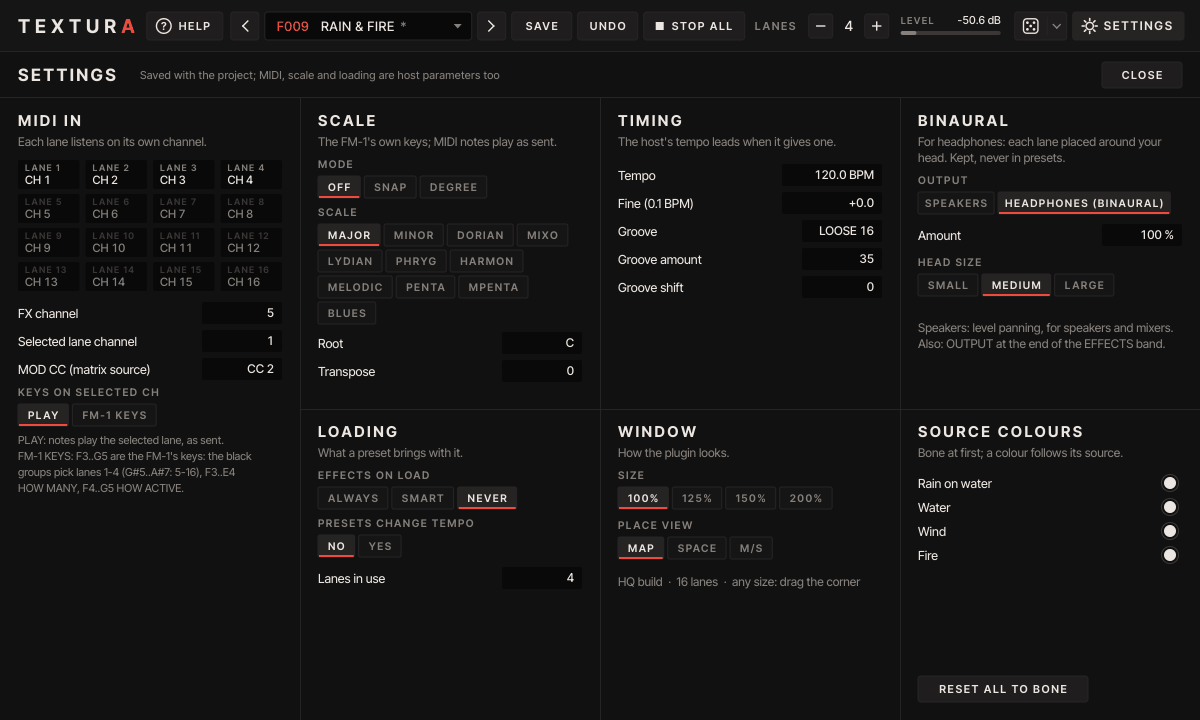 TEXTURA
HELP
F009 RAIN & FIRE *
SAVE
UNDO
STOP ALL
LANES
4
LEVEL -50.6 dB
SETTINGS
SETTINGS
Saved with the project; MIDI, scale and loading are host parameters too
CLOSE
MIDI IN
Each lane listens on its own channel.
LANE 1 LANE 2 LANE 3 LANE 4
CH 1 CH 2 CH 3 CH 4
LANE 5 LANE 6 LANE 7 LANE 8
CH 5 CH 6 CH 7 CH 8
LANE 9 LANE 10 LANE 11 LANE 12
CH 9 CH 10 CH 11 CH 12
LANE 13 LANE 14 LANE 15 LANE 16
CH 13 CH 14 CH 15 CH 16
FX channel 5
Selected lane channel 1
MOD CC (matrix source) CC 2
KEYS ON SELECTED CH
PLAY FM-1 KEYS
PLAY: notes play the selected lane, as sent.
FM-1 KEYS: F3..G5 are the FM-1's keys: the black
groups pick lanes 1-4 (G#5..A#7: 5-16), F3..E4
HOW MANY, F4..G5 HOW ACTIVE.
SCALE
The FM-1's own keys; MIDI notes play as sent.
MODE
OFF SNAP DEGREE
SCALE
MAJOR MINOR DORIAN MIXO
LYDIAN PHRYG HARMON
MELODIC PENTA MPENTA
BLUES
Root C
Transpose 0
TIMING
The host's tempo leads when it gives one.
Tempo 120.0 BPM
Fine (0.1 BPM) +0.0
Groove LOOSE 16
Groove amount 35
Groove shift 0
BINAURAL
For headphones: each lane placed around your
head. Kept, never in presets.
OUTPUT
SPEAKERS HEADPHONES (BINAURAL)
Amount 100 %
HEAD SIZE
SMALL MEDIUM LARGE
Speakers: level panning, for speakers and mixers.
Also: OUTPUT at the end of the EFFECTS band.
LOADING
What a preset brings with it.
EFFECTS ON LOAD
ALWAYS SMART NEVER
PRESETS CHANGE TEMPO
NO YES
Lanes in use 4
WINDOW
How the plugin looks.
SIZE
100% 125% 150% 200%
PLACE VIEW
MAP SPACE M/S
HQ build · 16 lanes · any size: drag the corner
SOURCE COLOURS
Bone at first; a colour follows its source.
Rain on water
Water
Wind
Fire
RESET ALL TO BONE